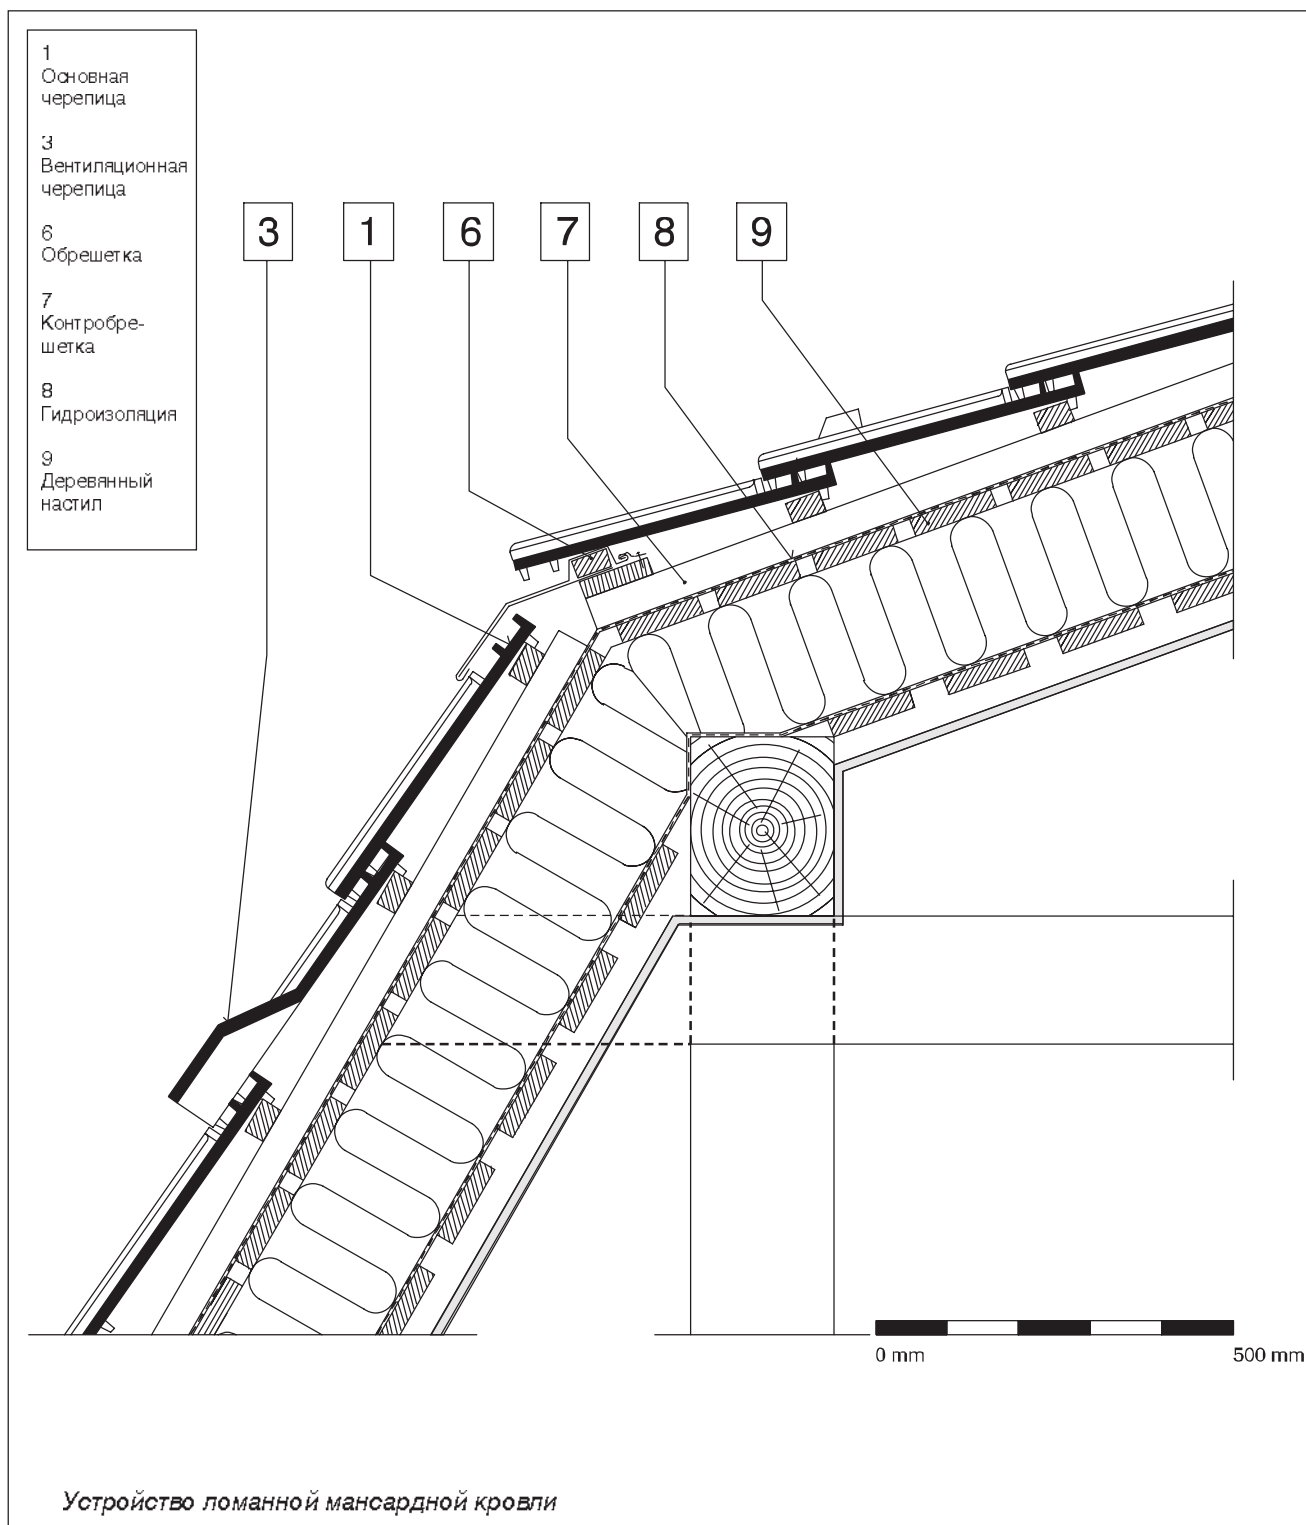 1
Основная
черепица
3
Вентиляционная
черепица
6
Обрешетка
7
Контробре-
шетка
8
Гидроизоляция
9
Деревянный
настил
3 1 6 7 8 9
0 mm 500 mm
Устройство ломанной мансардной кровли